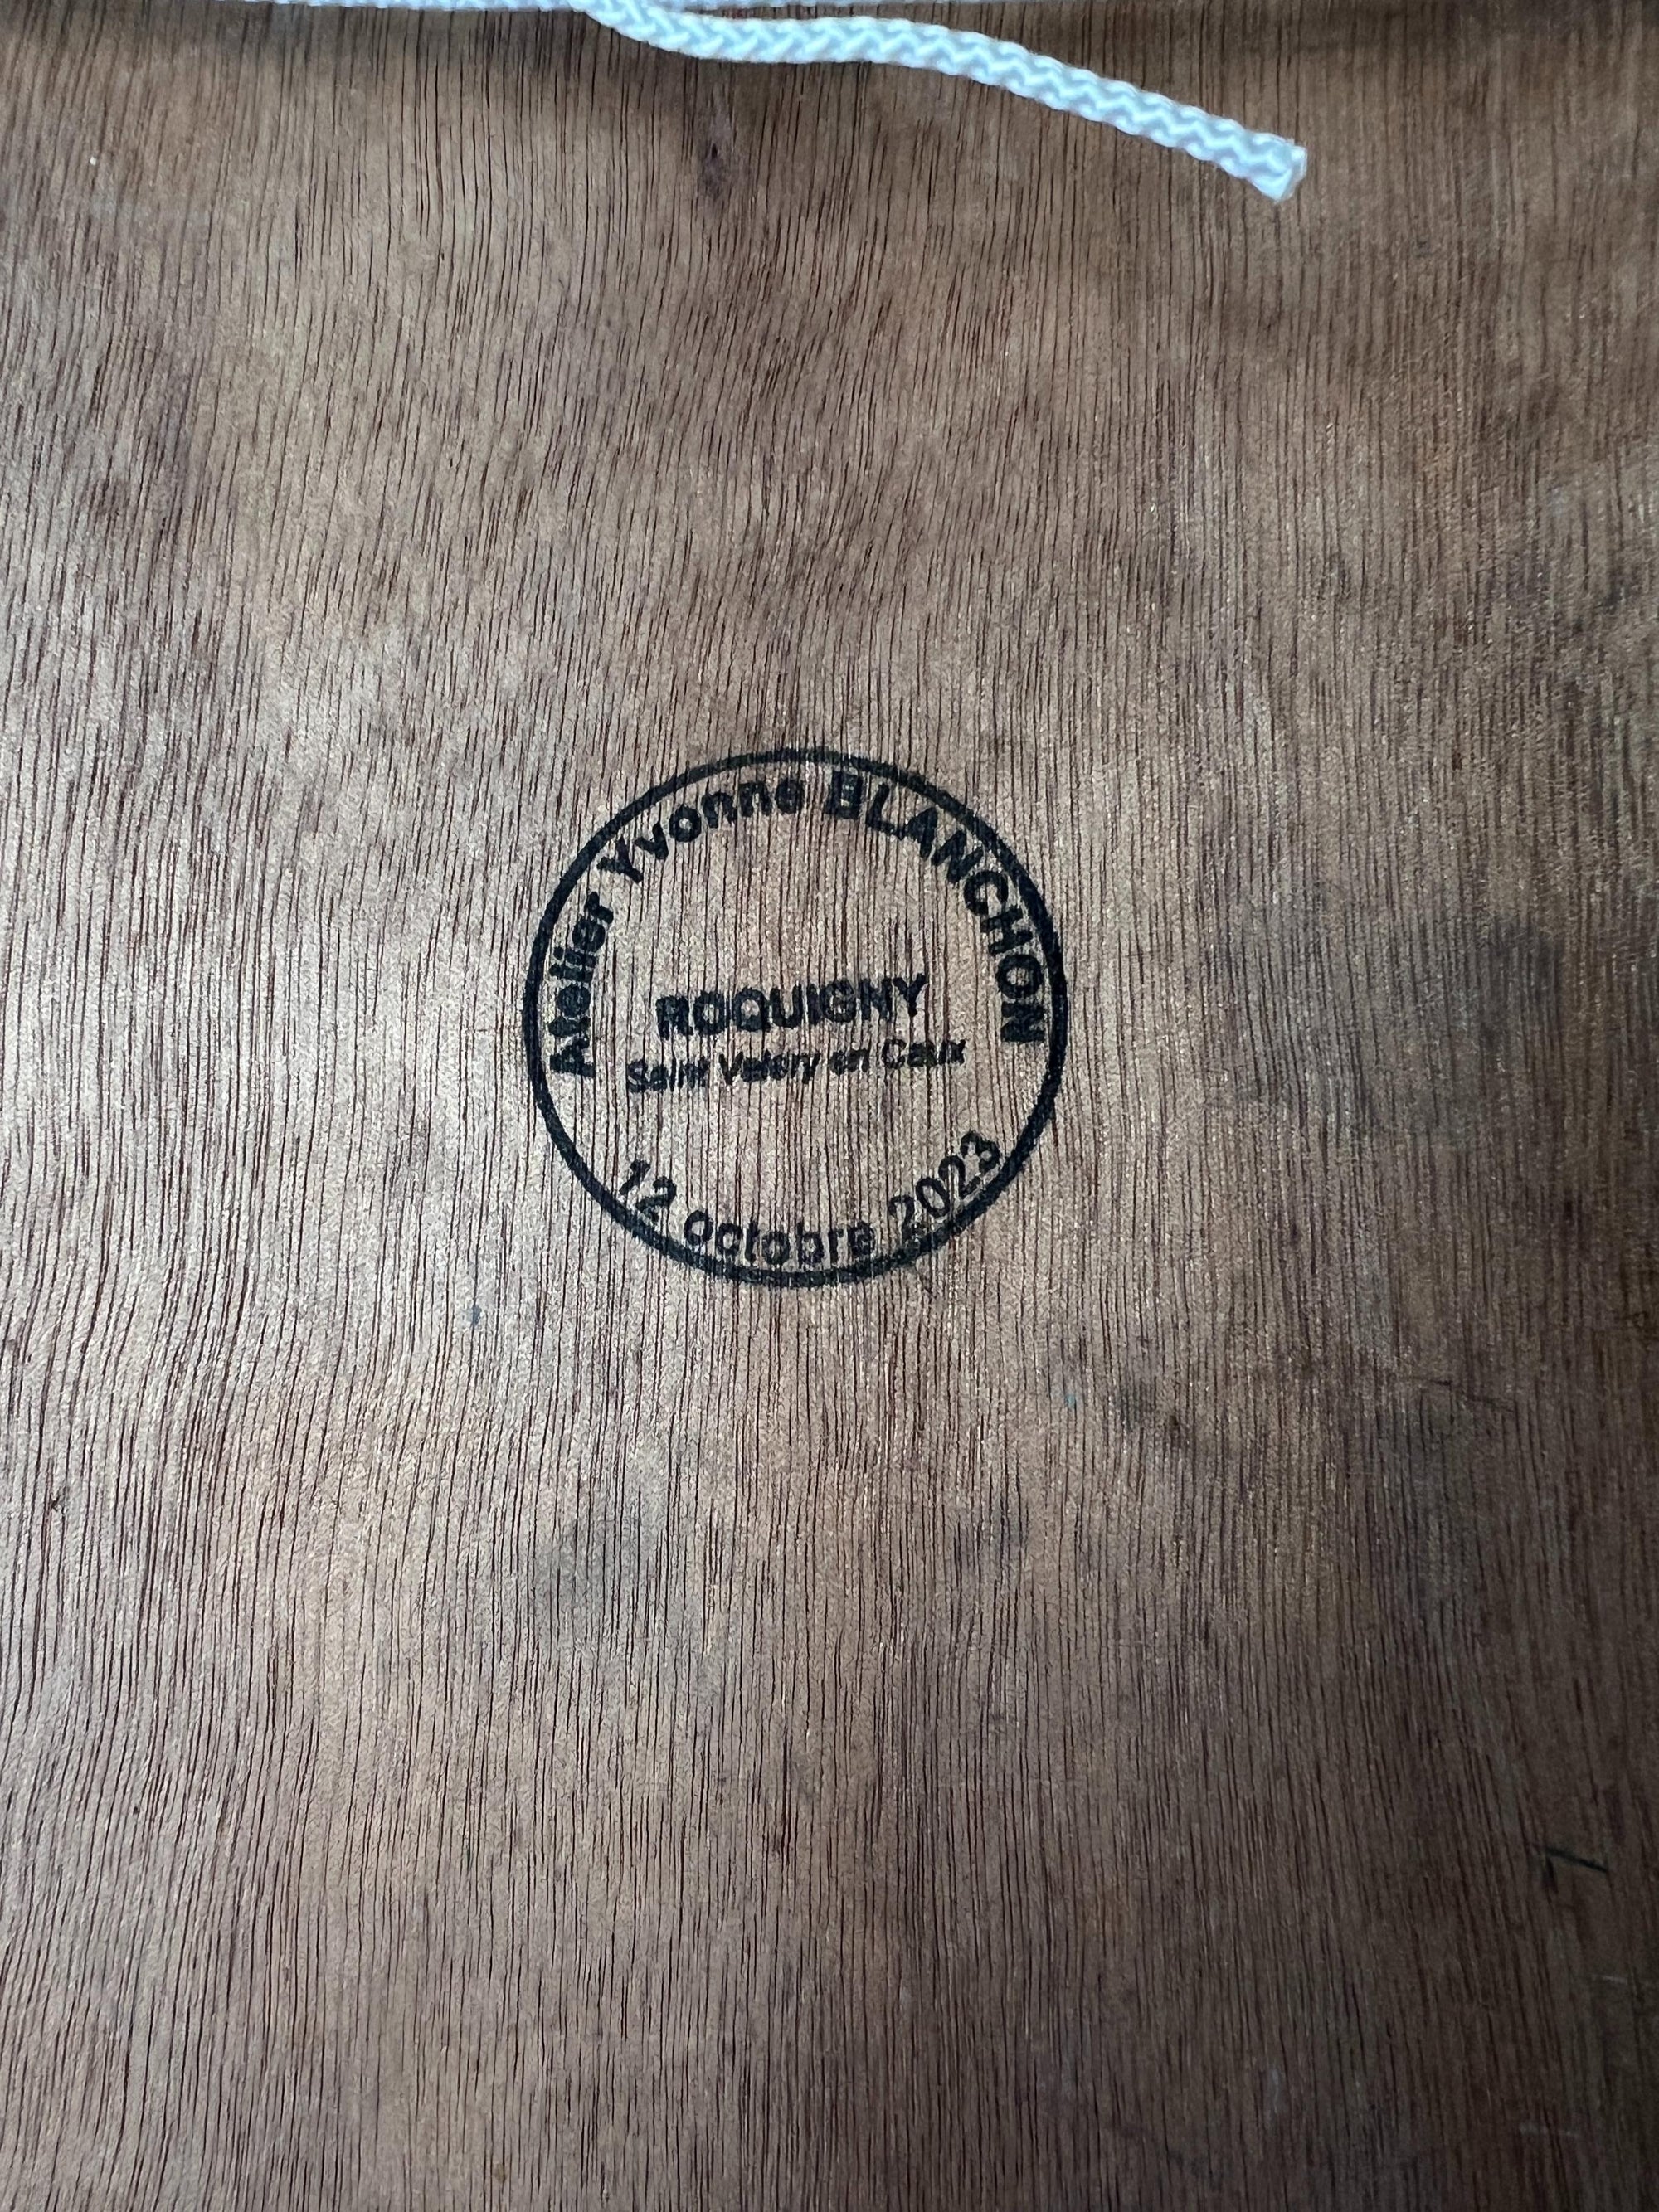 Atelier Yvonne BLANCHON
ROQUIGNY
Saint Valery en Caux
12 octobre 2023